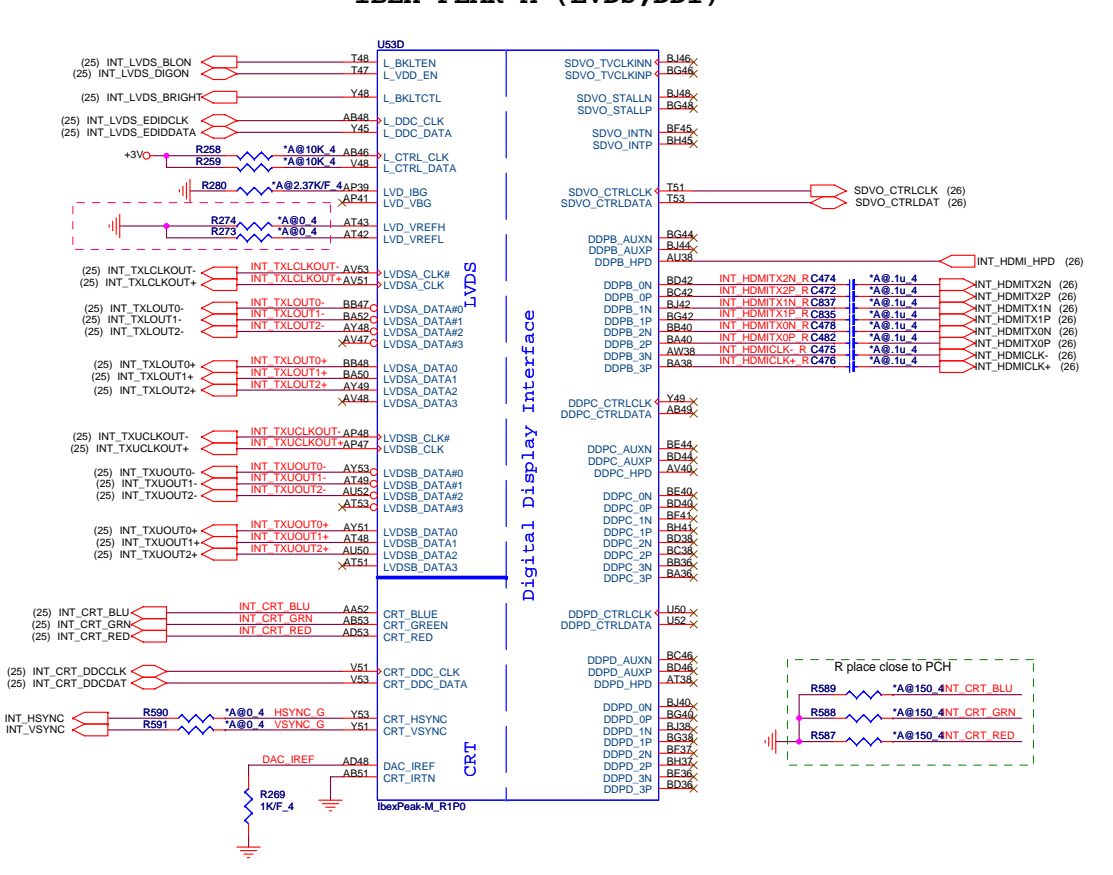 IBEX PEAK-M (LVDS,DDI)
U53D
(25) INT_LVDS_BLON T48 L_BKLTEN
(25) INT_LVDS_DIGON T47 L_VDD_EN
(25) INT_LVDS_BRIGHT Y48 L_BKLTCTL
(25) INT_LVDS_EDIDCLK AB48 L_DDC_CLK
(25) INT_LVDS_EDIDDATA Y45 L_DDC_DATA
+3V R258 *A@10K_4 AB46 L_CTRL_CLK
R259 *A@10K_4 V48 L_CTRL_DATA
R280 *A@2.37K/F_4 AP39 LVD_IBG
AP41 LVD_VBG
R274 *A@0_4 AT43 LVD_VREFH
R273 *A@0_4 AT42 LVD_VREFL
(25) INT_TXLCLKOUT- INT_TXLCLKOUT- AV53 LVDSA_CLK#
(25) INT_TXLCLKOUT+ INT_TXLCLKOUT+ AV51 LVDSA_CLK
(25) INT_TXLOUT0- INT_TXLOUT0- BB47 LVDSA_DATA#0
(25) INT_TXLOUT1- INT_TXLOUT1- BA52 LVDSA_DATA#1
(25) INT_TXLOUT2- INT_TXLOUT2- AY48 LVDSA_DATA#2
AV47 LVDSA_DATA#3
(25) INT_TXLOUT0+ INT_TXLOUT0+ BB48 LVDSA_DATA0
(25) INT_TXLOUT1+ INT_TXLOUT1+ BA50 LVDSA_DATA1
(25) INT_TXLOUT2+ INT_TXLOUT2+ AY49 LVDSA_DATA2
AV48 LVDSA_DATA3
(25) INT_TXUCLKOUT- INT_TXUCLKOUT- AP48 LVDSB_CLK#
(25) INT_TXUCLKOUT+ INT_TXUCLKOUT+ AP47 LVDSB_CLK
(25) INT_TXUOUT0- INT_TXUOUT0- AY53 LVDSB_DATA#0
(25) INT_TXUOUT1- INT_TXUOUT1- AT49 LVDSB_DATA#1
(25) INT_TXUOUT2- INT_TXUOUT2- AU52 LVDSB_DATA#2
AT53 LVDSB_DATA#3
(25) INT_TXUOUT0+ INT_TXUOUT0+ AY51 LVDSB_DATA0
(25) INT_TXUOUT1+ INT_TXUOUT1+ AT48 LVDSB_DATA1
(25) INT_TXUOUT2+ INT_TXUOUT2+ AU50 LVDSB_DATA2
AT51 LVDSB_DATA3
(25) INT_CRT_BLU INT_CRT_BLU AA52 CRT_BLUE
(25) INT_CRT_GRN INT_CRT_GRN AB53 CRT_GREEN
(25) INT_CRT_RED INT_CRT_RED AD53 CRT_RED
(25) INT_CRT_DDCCLK V51 CRT_DDC_CLK
(25) INT_CRT_DDCDAT V53 CRT_DDC_DATA
INT_HSYNC R590 *A@0_4 HSYNC_G Y53 CRT_HSYNC
INT_VSYNC R591 *A@0_4 VSYNC_G Y51 CRT_VSYNC
DAC_IREF AD48 DAC_IREF
AB51 CRT_IRTN
R269
1K/F_4
IbexPeak-M_R1P0
LVDS
CRT
Digital Display Interface
SDVO_TVCLKINN BJ46
SDVO_TVCLKINP BG46
SDVO_STALLN BJ48
SDVO_STALLP BG48
SDVO_INTN BF45
SDVO_INTP BH45
SDVO_CTRLCLK T51 SDVO_CTRLCLK (26)
SDVO_CTRLDATA T53 SDVO_CTRLDAT (26)
DDPB_AUXN BG44
DDPB_AUXP BJ44
DDPB_HPD AU38 INT_HDMI_HPD (26)
DDPB_0N BD42 INT_HDMITX2N_R C474 *A@.1u_4 INT_HDMITX2N (26)
DDPB_0P BC42 INT_HDMITX2P_R C472 *A@.1u_4 INT_HDMITX2P (26)
DDPB_1N BJ42 INT_HDMITX1N_R C837 *A@.1u_4 INT_HDMITX1N (26)
DDPB_1P BG42 INT_HDMITX1P_R C835 *A@.1u_4 INT_HDMITX1P (26)
DDPB_2N BB40 INT_HDMITX0N_R C478 *A@.1u_4 INT_HDMITX0N (26)
DDPB_2P BA40 INT_HDMITX0P_R C482 *A@.1u_4 INT_HDMITX0P (26)
DDPB_3N AW38 INT_HDMICLK-_R C475 *A@.1u_4 INT_HDMICLK- (26)
DDPB_3P BA38 INT_HDMICLK+_R C476 *A@.1u_4 INT_HDMICLK+ (26)
DDPC_CTRLCLK Y49
DDPC_CTRLDATA AB49
DDPC_AUXN BE44
DDPC_AUXP BD44
DDPC_HPD AV40
DDPC_0N BE40
DDPC_0P BD40
DDPC_1N BF41
DDPC_1P BH41
DDPC_2N BD38
DDPC_2P BC38
DDPC_3N BB36
DDPC_3P BA36
DDPD_CTRLCLK U50
DDPD_CTRLDATA U52
DDPD_AUXN BC46
DDPD_AUXP BD46
DDPD_HPD AT38
DDPD_0N BJ40
DDPD_0P BG40
DDPD_1N BJ38
DDPD_1P BG38
DDPD_2N BF37
DDPD_2P BH37
DDPD_3N BE36
DDPD_3P BD36
R place close to PCH
R589 *A@150_4 INT_CRT_BLU
R588 *A@150_4 INT_CRT_GRN
R587 *A@150_4 INT_CRT_RED